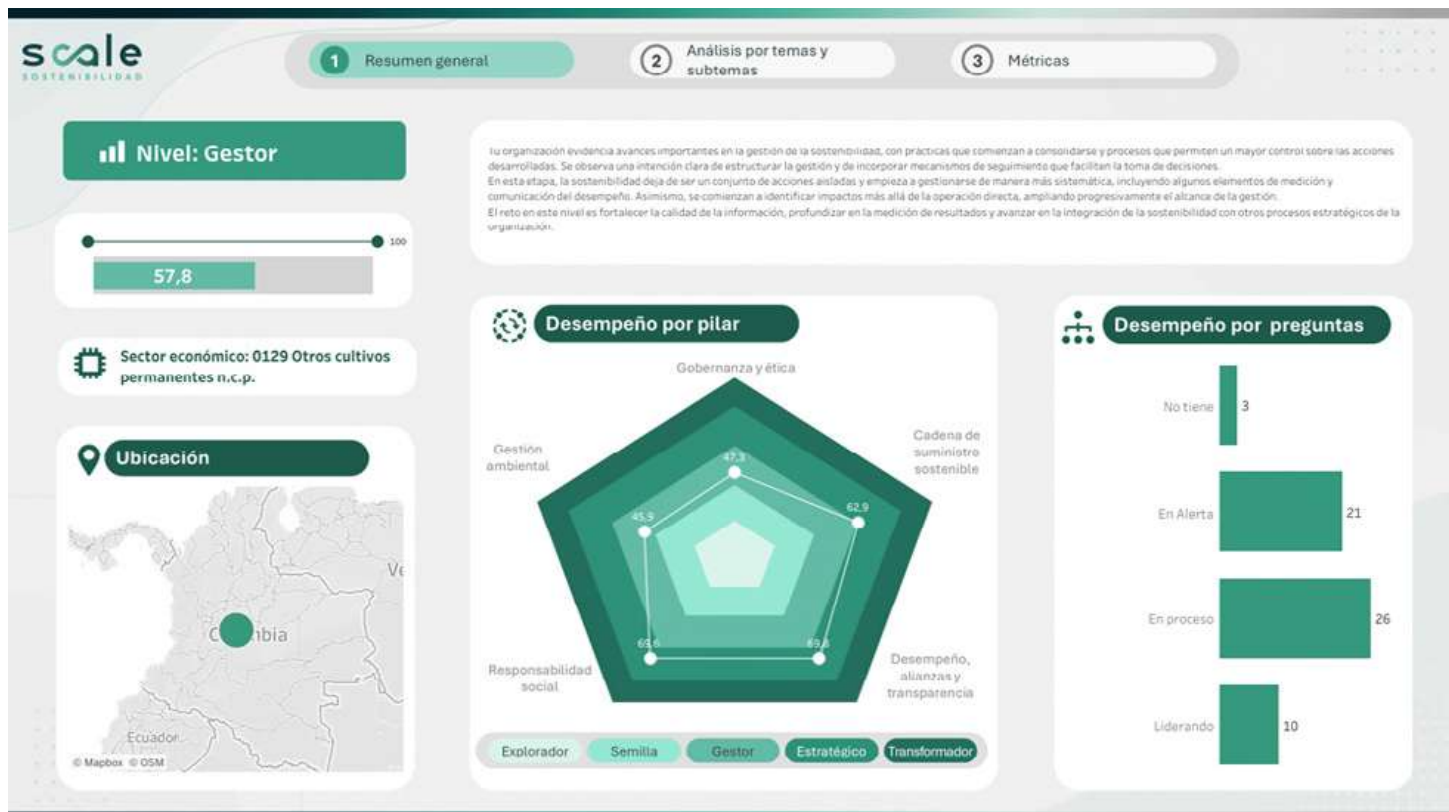 scale
SOSTENIBILIDAD
1 Resumen general
2 Análisis por temas y
subtemas
3 Métricas
Nivel: Gestor
100
57,8
Sector económico: 0129 Otros cultivos
permanentes n.c.p.
Ubicación
Colombia
Ve
Ecuador
© Mapbox © OSM
Tu organización evidencia avances importantes en la gestión de la sostenibilidad, con prácticas que comienzan a consolidarse y procesos que permiten un mayor control sobre las acciones
desarrolladas. Se observa una intención clara de estructurar la gestión y de incorporar mecanismos de seguimiento que facilitan la toma de decisiones.
En esta etapa, la sostenibilidad deja de ser un conjunto de acciones aisladas y empieza a gestionarse de manera más sistemática, incluyendo algunos elementos de medición y
comunicación del desempeño. Asimismo, se comienzan a identificar impactos más allá de la operación directa, ampliando progresivamente el alcance de la gestión.
El reto en este nivel es fortalecer la calidad de la información, profundizar en la medición de resultados y avanzar en la integración de la sostenibilidad con otros procesos estratégicos de la
organización.
Desempeño por pilar
Gobernanza y ética
Cadena de
suministro
sostenible
Gestión
ambiental
47,3
62,9
45,9
69,6
Responsabilidad
social
Desempeño,
alianzas y
transparencia
Explorador
Semilla
Gestor
Estratégico
Transformador
Desempeño por preguntas
No tiene 3
En Alerta 21
En proceso 26
Liderando 10